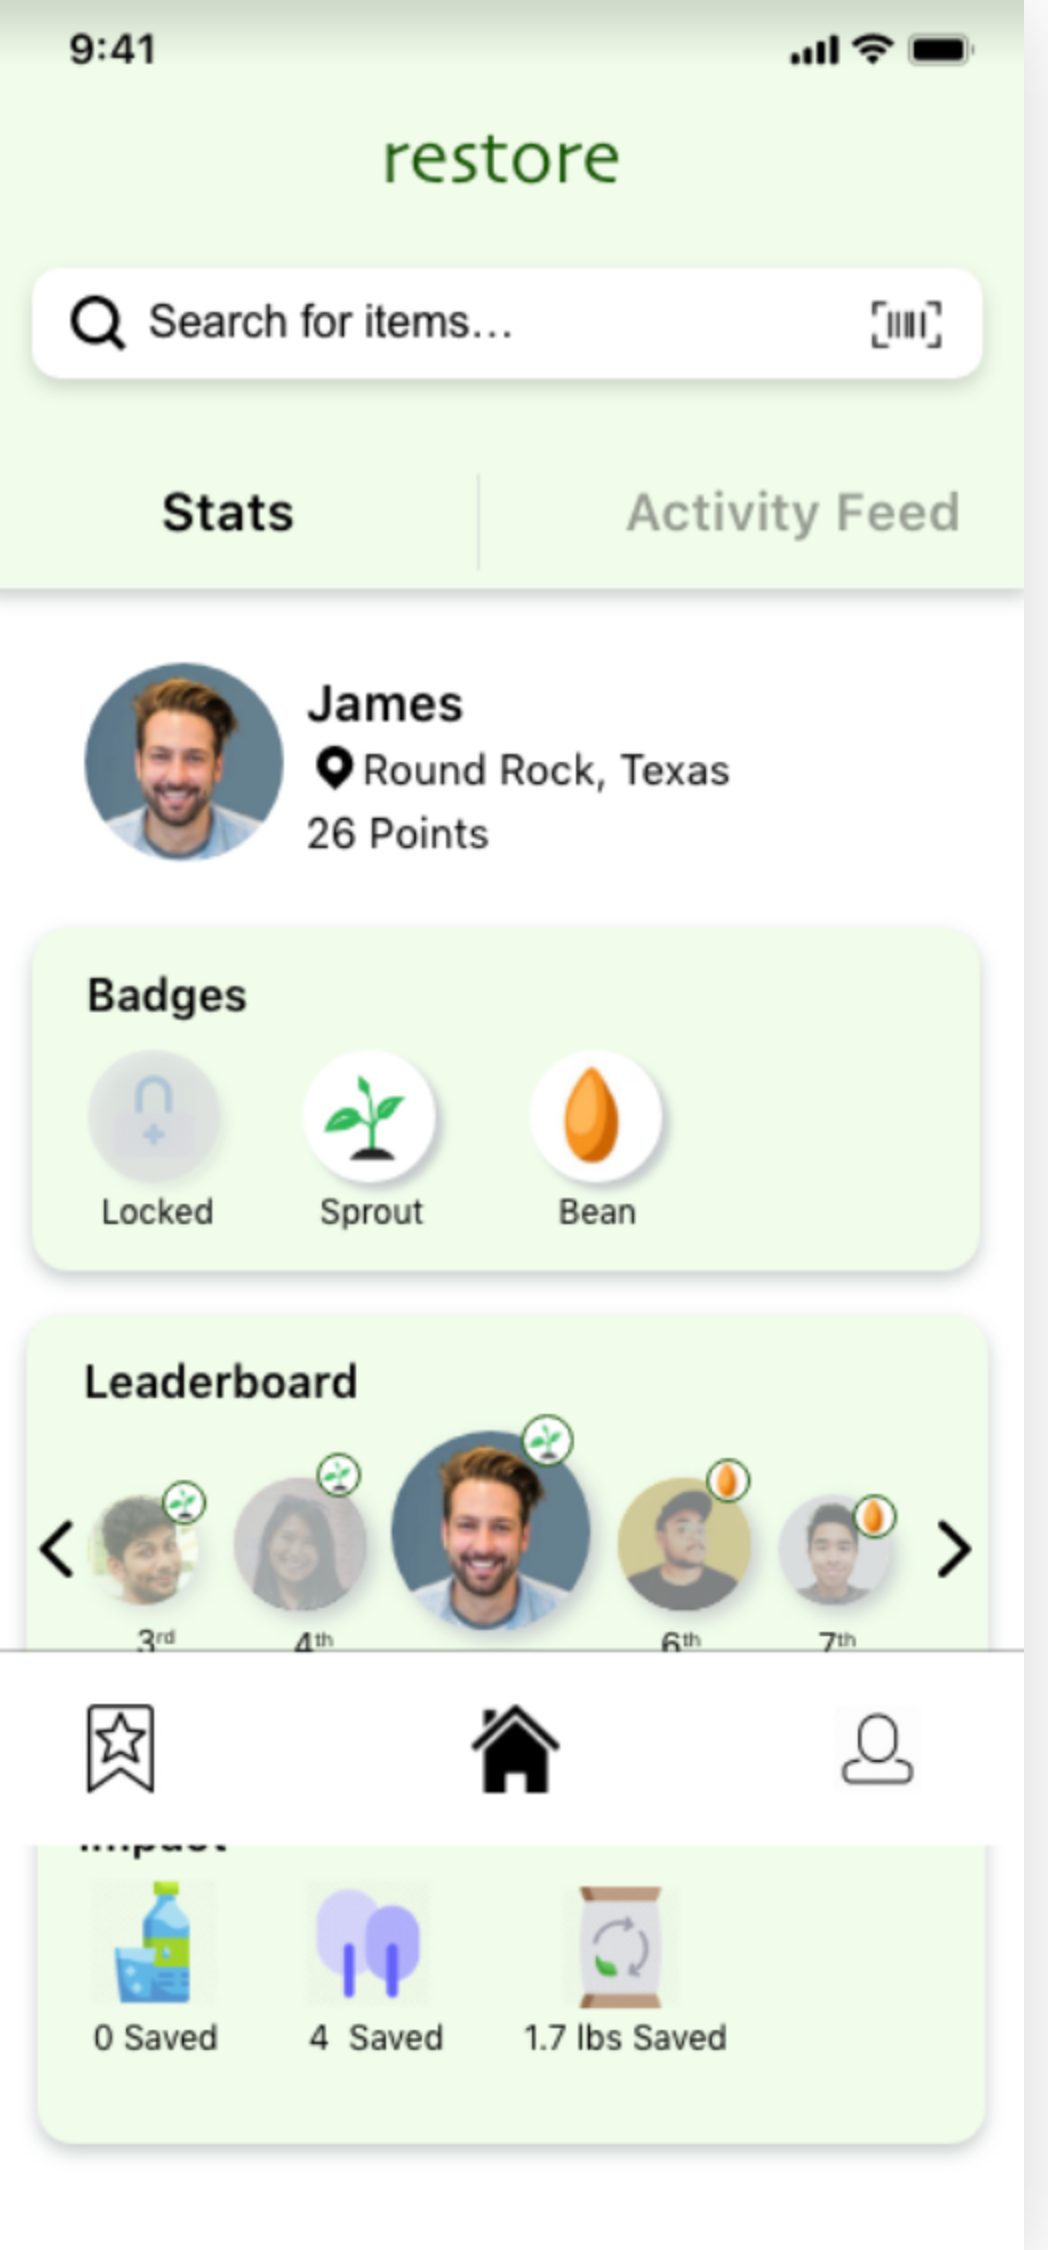 9:41
restore
Search for items...
Stats
Activity Feed
James
Round Rock, Texas
26 Points
Badges
Locked
Sprout
Bean
Leaderboard
3rd
4th
6th
7th
Impact
0 Saved
4 Saved
1.7 lbs Saved